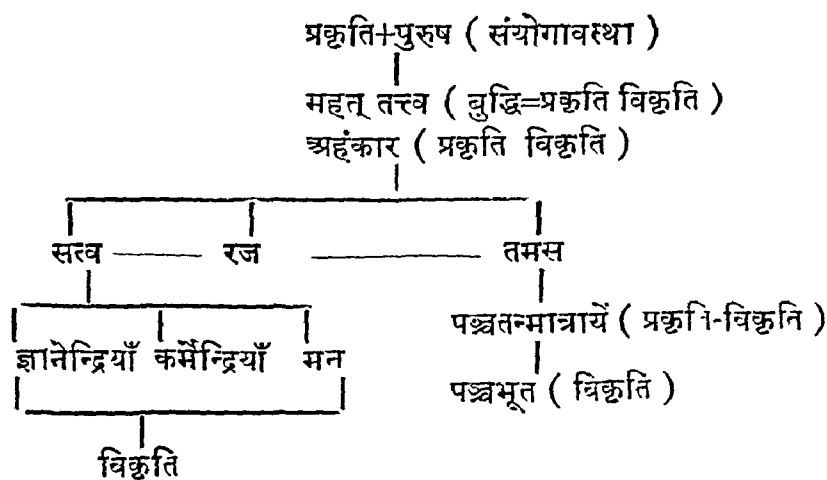 प्रकृति+पुरुष ( संयोगावस्था )
महत् तत्त्व ( बुद्धि=प्रकृति विकृति )
अहंकार ( प्रकृति विकृति )
सत्व रज तमस
पञ्चतन्मात्रायें ( प्रकृति-विकृति )
ज्ञानेन्द्रियाँ कर्मेन्द्रियाँ मन
पञ्चभूत ( विकृति )
विकृति